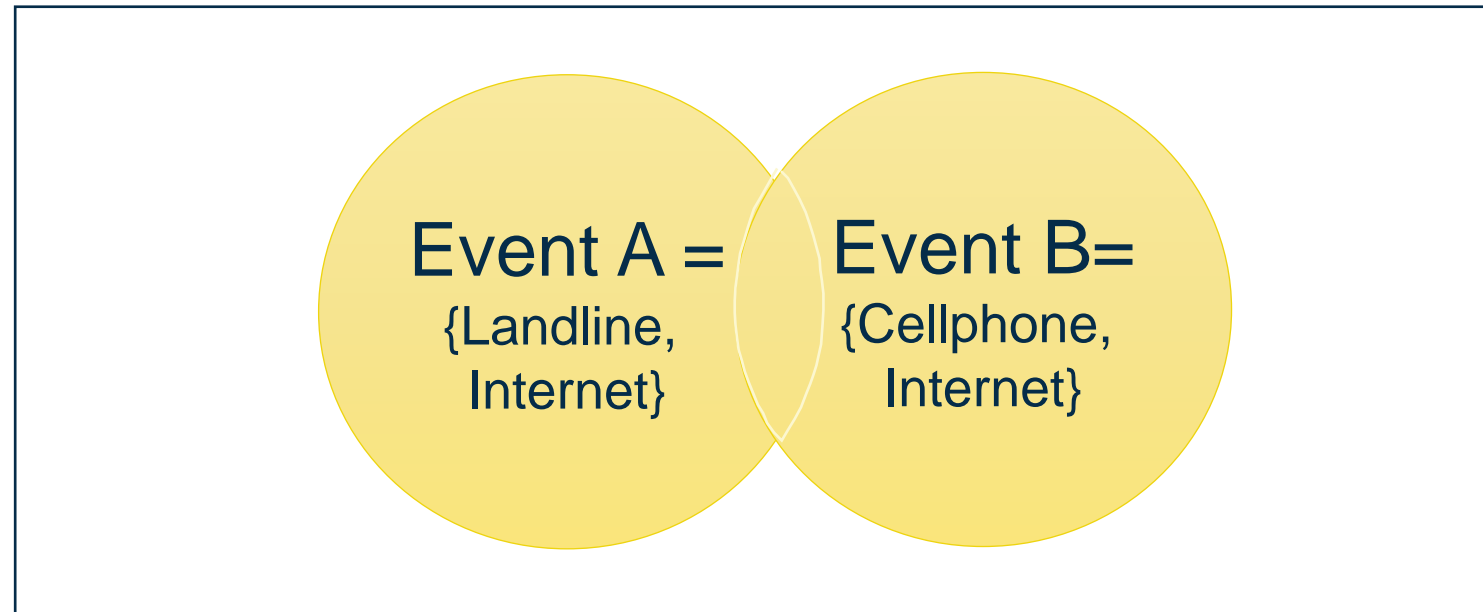 Event A =
{Landline,
Internet}
Event B=
{Cellphone,
Internet}